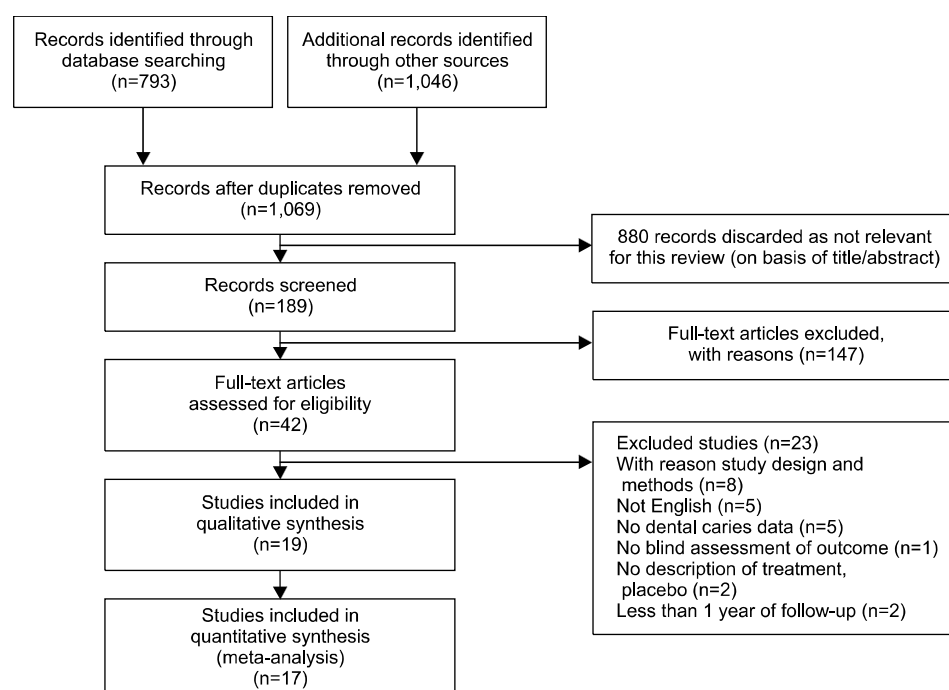 Records identified through
database searching
(n=793)
Additional records identified
through other sources
(n=1,046)
Records after duplicates removed
(n=1,069)
880 records discarded as not relevant
for this review (on basis of title/abstract)
Records screened
(n=189)
Full-text articles excluded,
with reasons (n=147)
Full-text articles
assessed for eligibility
(n=42)
Excluded studies (n=23)
With reason study design and
methods (n=8)
Not English (n=5)
No dental caries data (n=5)
No blind assessment of outcome (n=1)
No description of treatment,
placebo (n=2)
Less than 1 year of follow-up (n=2)
Studies included in
qualitative synthesis
(n=19)
Studies included in
quantitative synthesis
(meta-analysis)
(n=17)